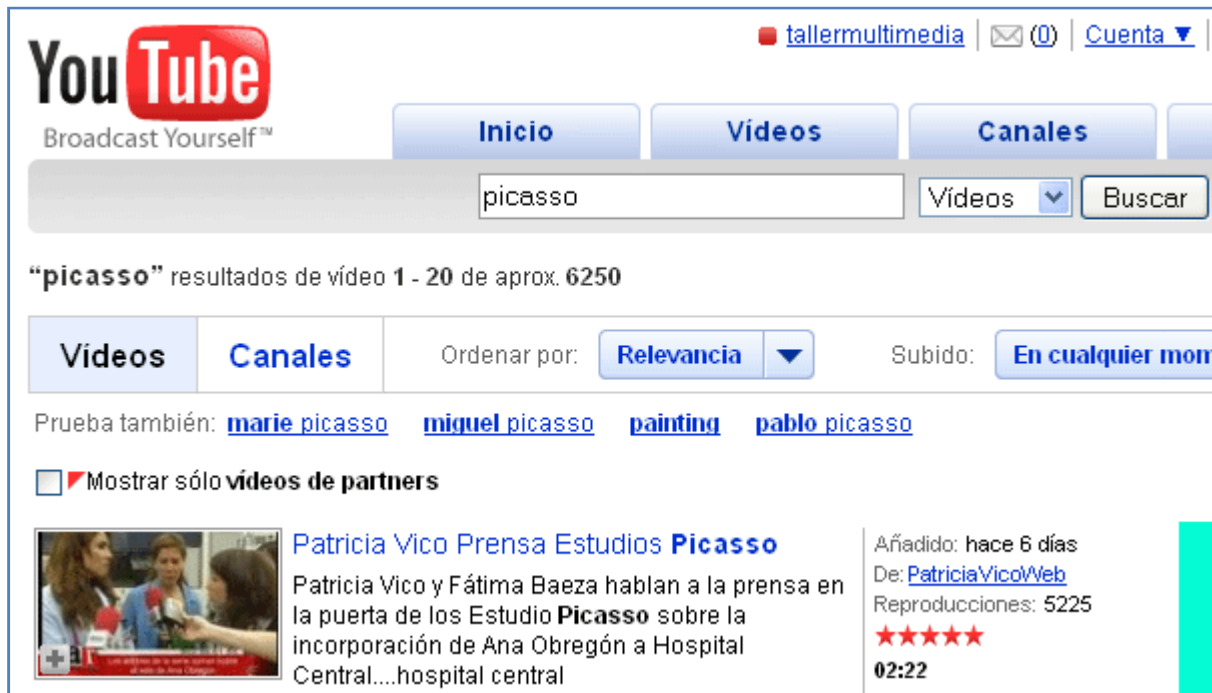 tallermultimedia | (0) | Cuenta ▼ |
You Tube
Broadcast Yourself™
Inicio Vídeos Canales
picasso Vídeos Buscar
“picasso” resultados de vídeo 1 - 20 de aprox. 6250
Vídeos Canales Ordenar por: Relevancia Subido: En cualquier mom
Prueba también: marie picasso miguel picasso painting pablo picasso
Mostrar sólo vídeos de partners
Patricia Vico Prensa Estudios Picasso
Patricia Vico y Fátima Baeza hablan a la prensa en
la puerta de los Estudio Picasso sobre la
incorporación de Ana Obregón a Hospital
Central....hospital central
Añadido: hace 6 días
De: PatriciaVicoWeb
Reproducciones: 5225
02:22